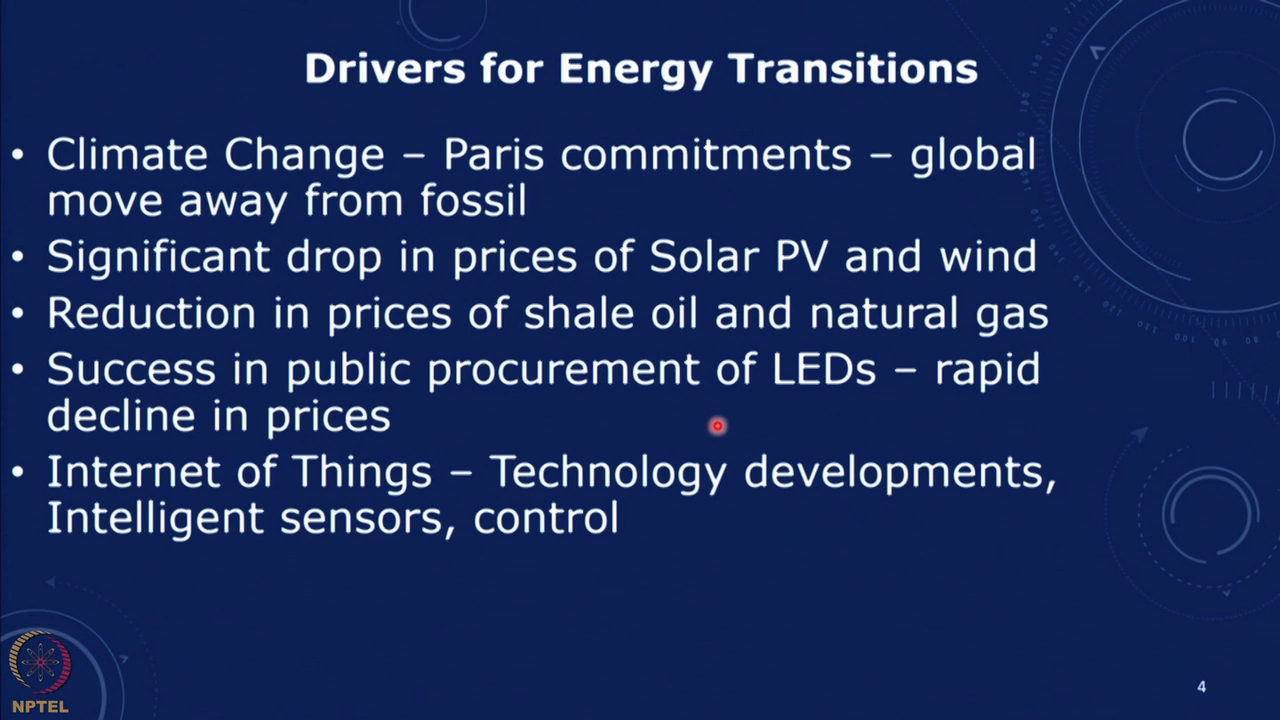 Drivers for Energy Transitions
• Climate Change – Paris commitments – global
move away from fossil
• Significant drop in prices of Solar PV and wind
• Reduction in prices of shale oil and natural gas
• Success in public procurement of LEDs – rapid
decline in prices
• Internet of Things – Technology developments,
Intelligent sensors, control
NPTEL
4